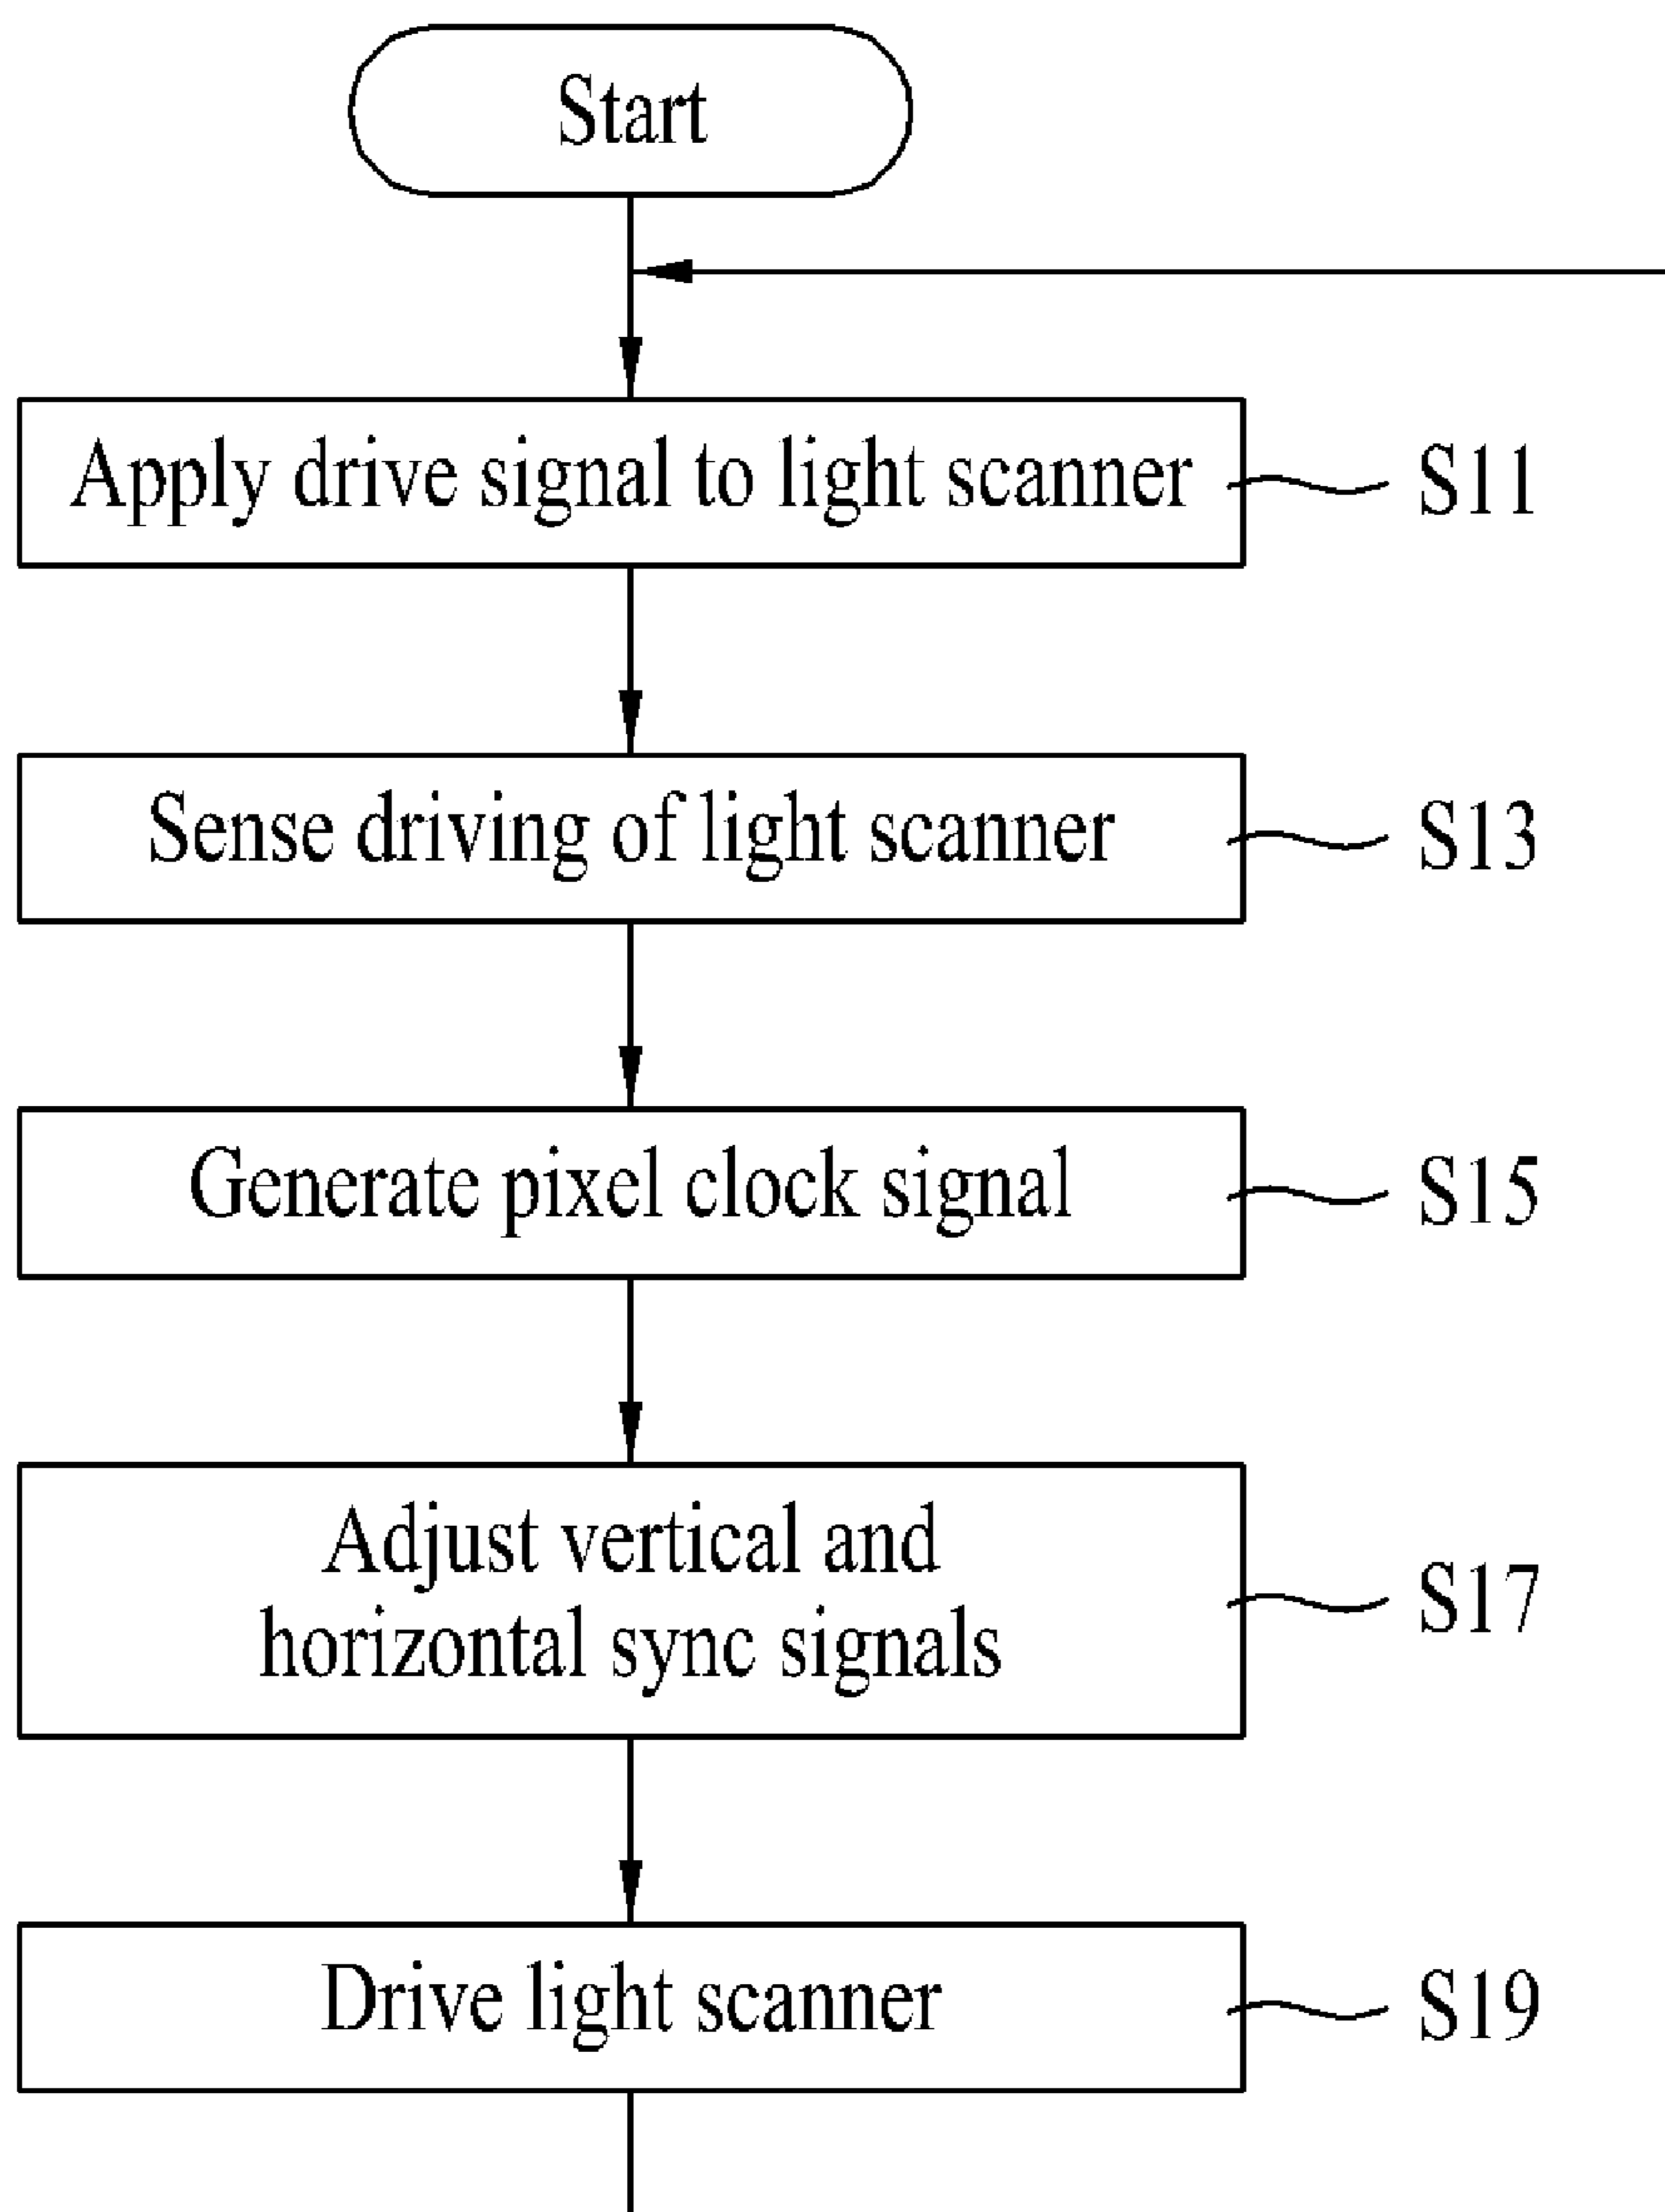 Start
Apply drive signal to light scanner
S11
Sense driving of light scanner
S13
Generate pixel clock signal
S15
Adjust vertical and
horizontal sync signals
S17
Drive light scanner
S19